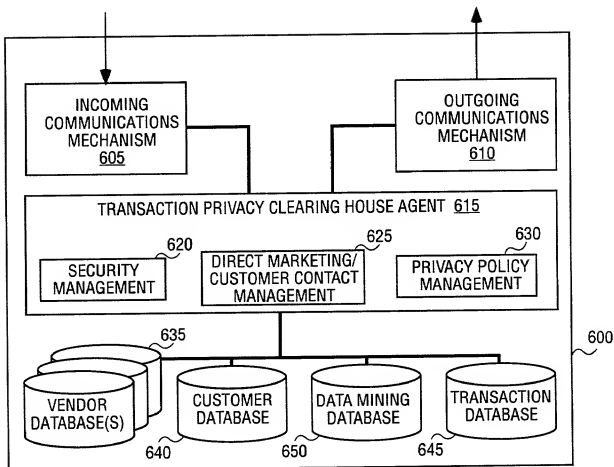 INCOMING
COMMUNICATIONS
MECHANISM
605
OUTGOING
COMMUNICATIONS
MECHANISM
610
TRANSACTION PRIVACY CLEARING HOUSE AGENT 615
620
SECURITY
MANAGEMENT
625
DIRECT MARKETING/
CUSTOMER CONTACT
MANAGEMENT
630
PRIVACY POLICY
MANAGEMENT
635
600
VENDOR
DATABASE(S)
CUSTOMER
DATABASE
DATA MINING
DATABASE
TRANSACTION
DATABASE
640
650
645